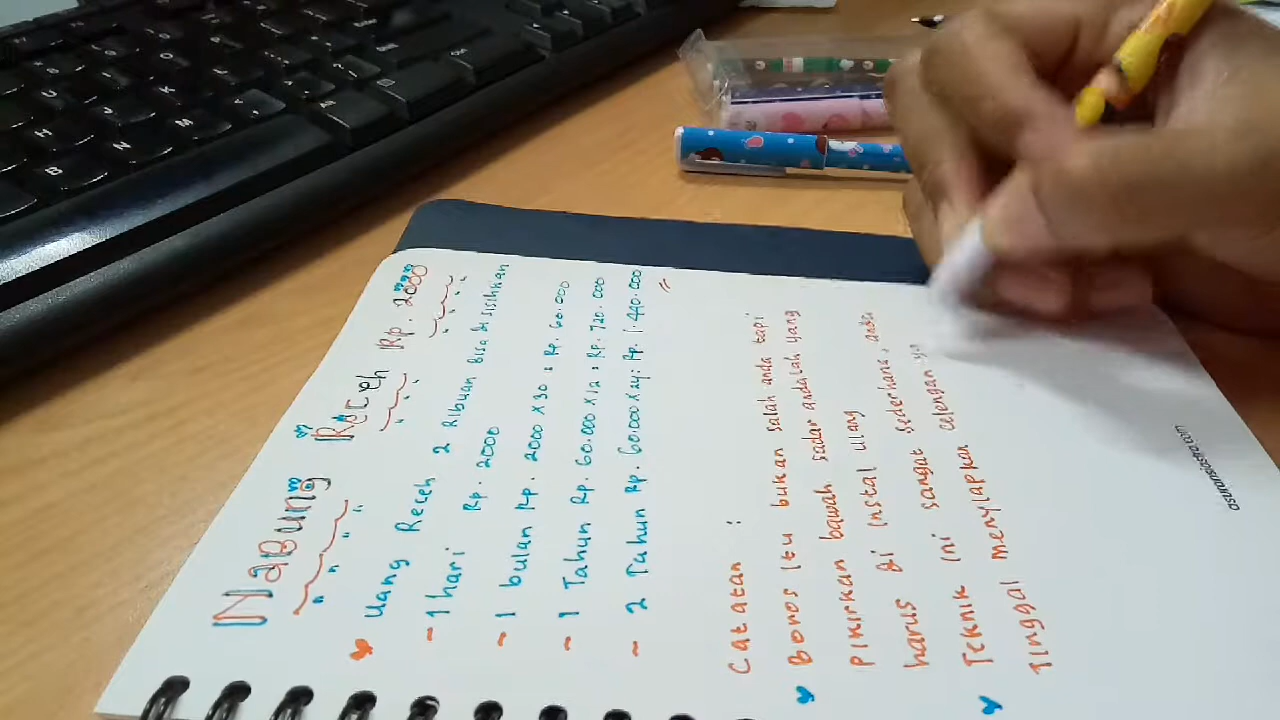 Nabung Receh Rp. 2000
uang Receh 2 Ribuan Bisa di sisihkan
~ 1 hari Rp. 2000
~ 1 bulan Rp. 2000 x 30 = Rp. 60.000
~ 1 Tahun Rp. 60.000 x 12 = Rp. 720.000
~ 2 Tahun Rp. 60.000 x 24 = Rp. 1.440.000
Catatan :
Boros Itu bukan salah anda tapi
Pikirkan bawah sadar andalah yang
harus Di Instal ulang
Teknik Ini sangat sederhana, anda
Tinggal menyiapkan celengan
asuransiastra.com